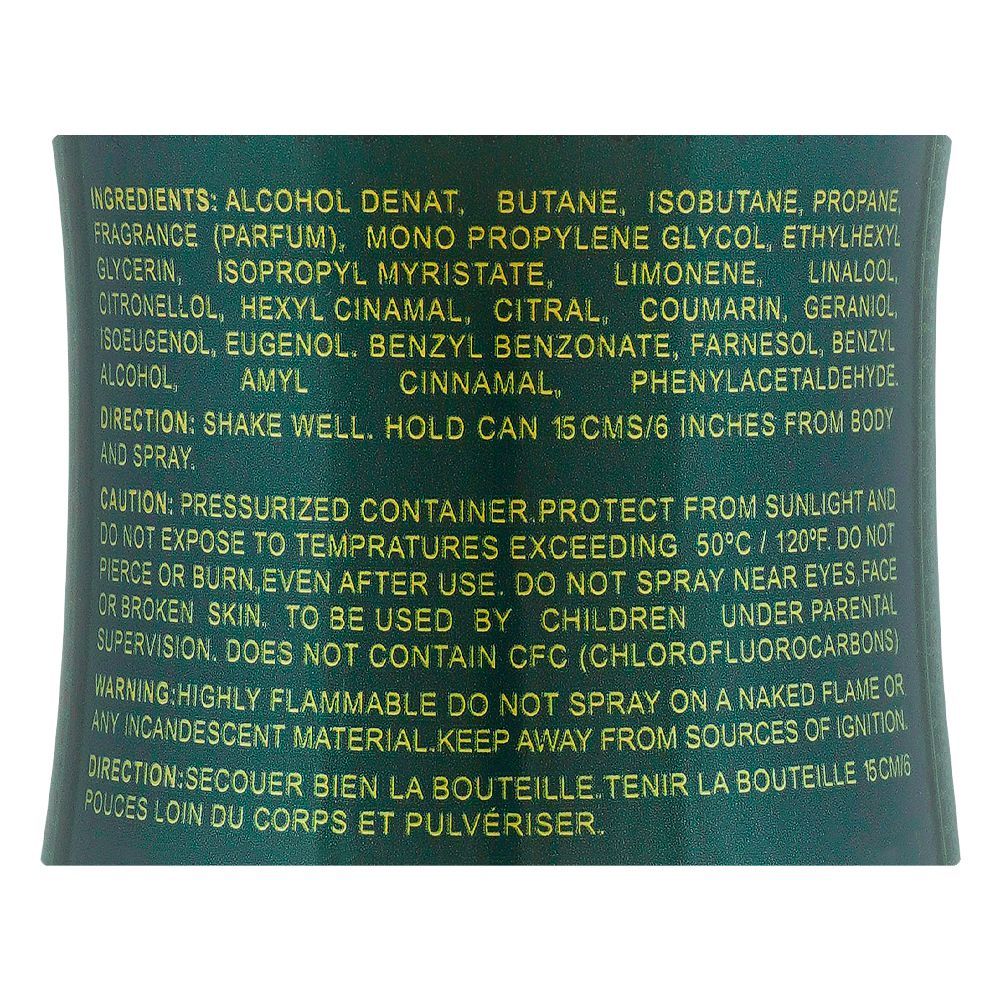 INGREDIENTS: ALCOHOL DENAT, BUTANE, ISOBUTANE, PROPANE,
FRAGRANCE (PARFUM), MONO PROPYLENE GLYCOL, ETHYLHEXYL
GLYCERIN, ISOPROPYL MYRISTATE, LIMONENE, LINALOOL,
CITRONELLOL, HEXYL CINAMAL, CITRAL, COUMARIN, GERANIOL,
ISOEUGENOL, EUGENOL. BENZYL BENZONATE, FARNESOL, BENZYL
ALCOHOL, AMYL CINNAMAL, PHENYLACETALDEHYDE.
DIRECTION: SHAKE WELL. HOLD CAN 15 CMS/6 INCHES FROM BODY
AND SPRAY.
CAUTION: PRESSURIZED CONTAINER.PROTECT FROM SUNLIGHT AND
DO NOT EXPOSE TO TEMPRATURES EXCEEDING 50°C / 120°F. DO NOT
PIERCE OR BURN,EVEN AFTER USE. DO NOT SPRAY NEAR EYES,FACE
OR BROKEN SKIN. TO BE USED BY CHILDREN UNDER PARENTAL
SUPERVISION. DOES NOT CONTAIN CFC (CHLOROFLUOROCARBONS)
WARNING:HIGHLY FLAMMABLE DO NOT SPRAY ON A NAKED FLAME OR
ANY INCANDESCENT MATERIAL.KEEP AWAY FROM SOURCES OF IGNITION.
DIRECTION:SECOUER BIEN LA BOUTEILLE.TENIR LA BOUTEILLE 15CM/6
POUCES LOIN DU CORPS ET PULVÉRISER.